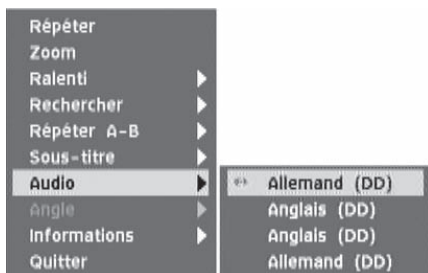 Répéter
Zoom
Ralenti
Rechercher
Répéter A-B
Sous-titre
Audio
Angle
Informations
Quitter
Allemand (DD)
Anglais (DD)
Anglais (DD)
Allemand (DD)